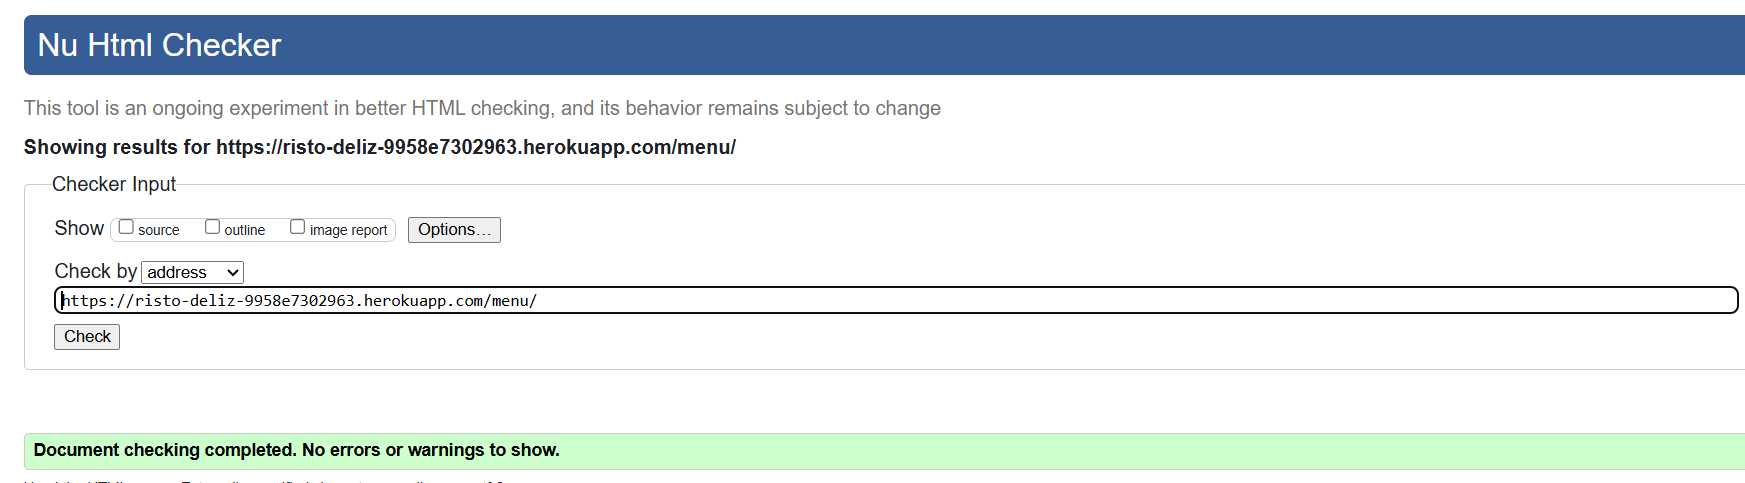 Nu Html Checker
This tool is an ongoing experiment in better HTML checking, and its behavior remains subject to change
Showing results for https://risto-deliz-9958e7302963.herokuapp.com/menu/
Checker Input
Show source outline image report Options...
Check by address
https://risto-deliz-9958e7302963.herokuapp.com/menu/
Check
Document checking completed. No errors or warnings to show.